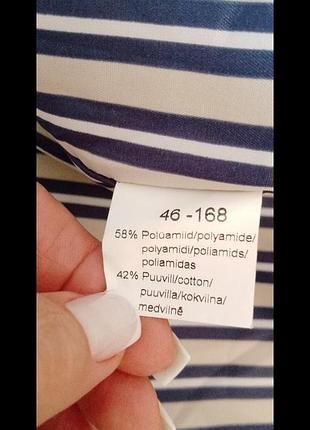 46 -168
58% Polüamiid/polyamide/
polyamidi/poliamids/
poliamidas
42% Puuvill/cotton/
puuvilla/kokvilna/
medvilnė